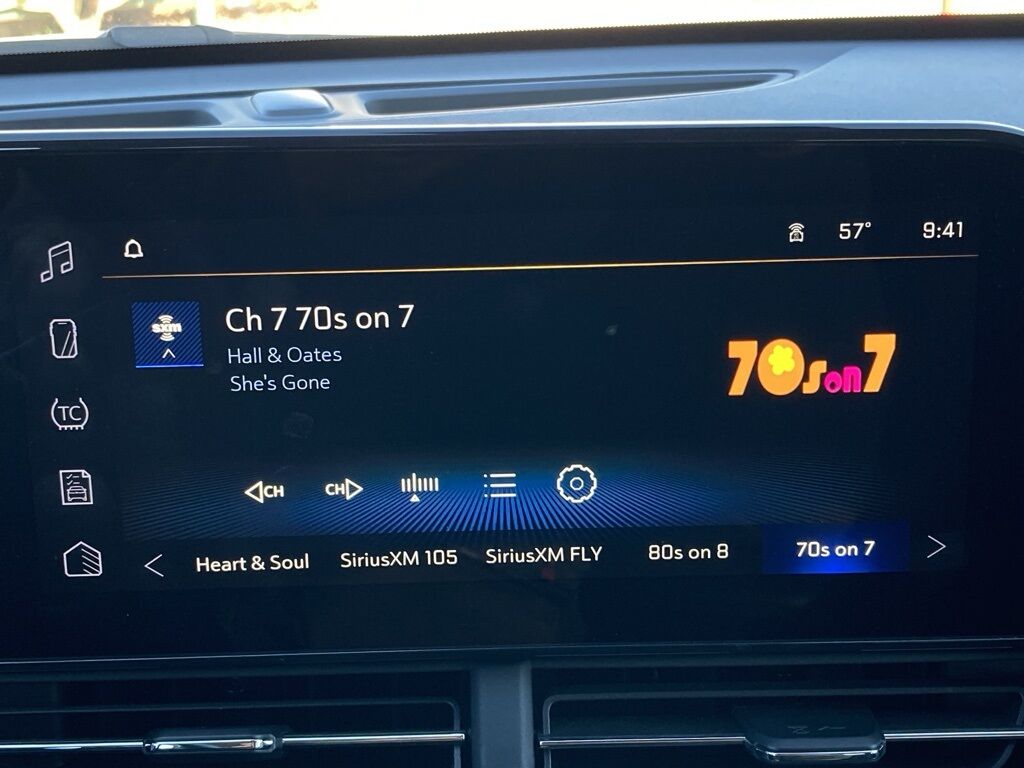 57° 9:41
sxm
Ch 7 70s on 7
Hall & Oates
She's Gone
70s on 7
TC
CH CH
Heart & Soul SiriusXM 105 SiriusXM FLY 80s on 8 70s on 7